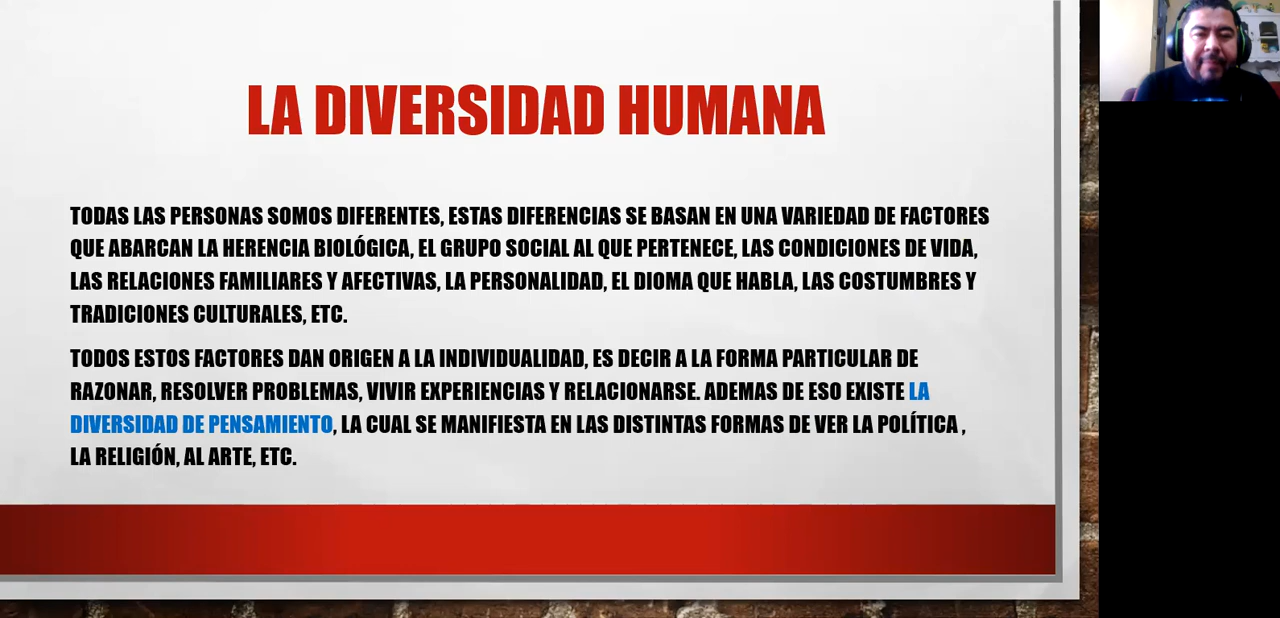 LA DIVERSIDAD HUMANA
TODAS LAS PERSONAS SOMOS DIFERENTES, ESTAS DIFERENCIAS SE BASAN EN UNA VARIEDAD DE FACTORES
QUE ABARCAN LA HERENCIA BIOLÓGICA, EL GRUPO SOCIAL AL QUE PERTENECE, LAS CONDICIONES DE VIDA,
LAS RELACIONES FAMILIARES Y AFECTIVAS, LA PERSONALIDAD, EL DIOMA QUE HABLA, LAS COSTUMBRES Y
TRADICIONES CULTURALES, ETC.
TODOS ESTOS FACTORES DAN ORIGEN A LA INDIVIDUALIDAD, ES DECIR A LA FORMA PARTICULAR DE
RAZONAR, RESOLVER PROBLEMAS, VIVIR EXPERIENCIAS Y RELACIONARSE. ADEMAS DE ESO EXISTE LA
DIVERSIDAD DE PENSAMIENTO, LA CUAL SE MANIFIESTA EN LAS DISTINTAS FORMAS DE VER LA POLÍTICA ,
LA RELIGIÓN, AL ARTE, ETC.